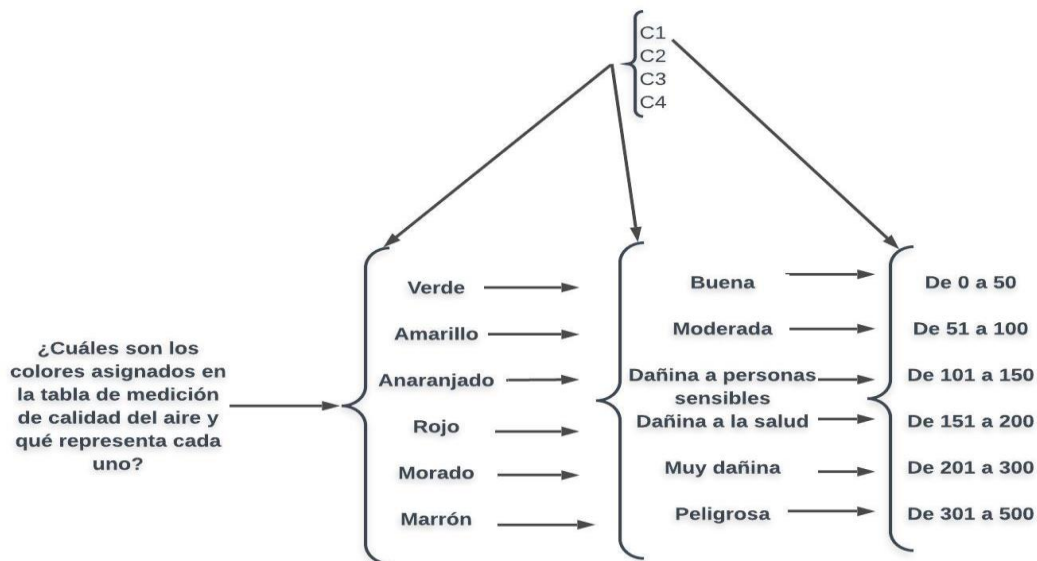 C1
C2
C3
C4
¿Cuáles son los
colores asignados en
la tabla de medición
de calidad del aire y
qué representa cada
uno?
Verde
Amarillo
Anaranjado
Rojo
Morado
Marrón
Buena
Moderada
Dañina a personas
sensibles
Dañina a la salud
Muy dañina
Peligrosa
De 0 a 50
De 51 a 100
De 101 a 150
De 151 a 200
De 201 a 300
De 301 a 500